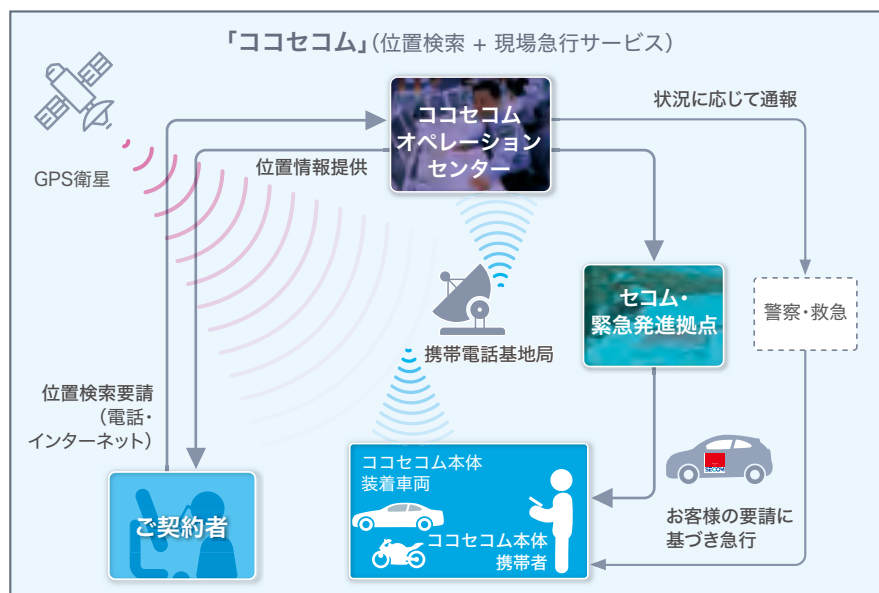 「ココセコム」(位置検索 + 現場急行サービス)
GPS衛星
ココセコム
オペレーション
センター
状況に応じて通報
位置情報提供
セコム・
緊急発進拠点
警察・救急
携帯電話基地局
位置検索要請
(電話・
インターネット)
ココセコム本体
装着車両
ココセコム本体
携帯者
ご契約者
SECOM
お客様の要請に
基づき急行